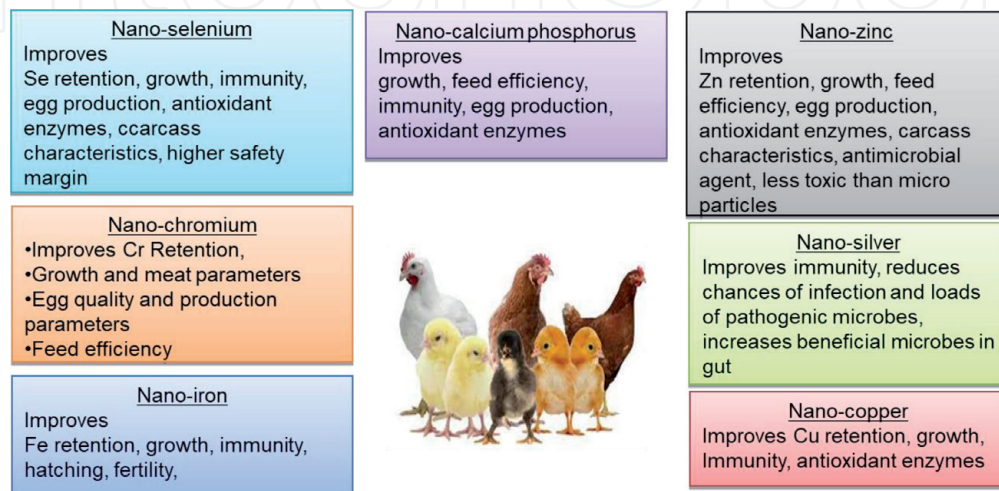 Nano-selenium
Improves
Se retention, growth, immunity,
egg production, antioxidant
enzymes, ccarcass
characteristics, higher safety
margin
Nano-chromium
•Improves Cr Retention,
•Growth and meat parameters
•Egg quality and production
parameters
•Feed efficiency
Nano-iron
Improves
Fe retention, growth, immunity,
hatching, fertility,
Nano-calcium phosphorus
Improves
growth, feed efficiency,
immunity, egg production,
antioxidant enzymes
Nano-zinc
Improves
Zn retention, growth, feed
efficiency, egg production,
antioxidant enzymes, carcass
characteristics, antimicrobial
agent, less toxic than micro
particles
Nano-silver
Improves immunity, reduces
chances of infection and loads
of pathogenic microbes,
increases beneficial microbes in
gut
Nano-copper
Improves Cu retention, growth,
Immunity, antioxidant enzymes